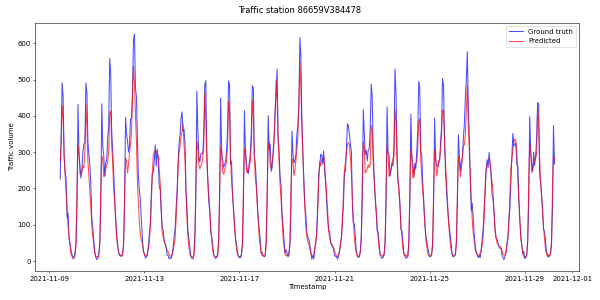 Traffic station 86659V384478
Ground truth
Predicted
Traffic volume
600
500
400
300
200
100
0
2021-11-09
2021-11-13
2021-11-17
2021-11-21
2021-11-25
2021-11-29
2021-12-01
Timestamp